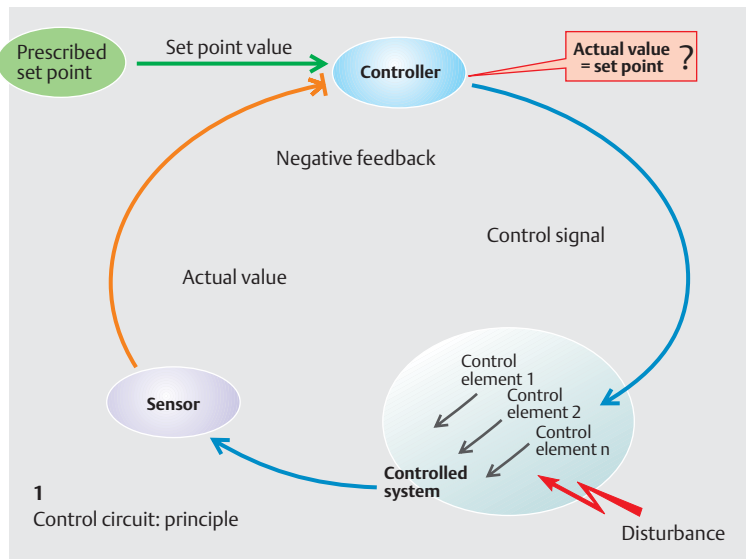 Prescribed
set point
Set point value
Controller
Actual value
= set point ?
Negative feedback
Control signal
Actual value
Sensor
Control
element 1
Control
element 2
Control
element n
Controlled
system
Disturbance
1
Control circuit: principle